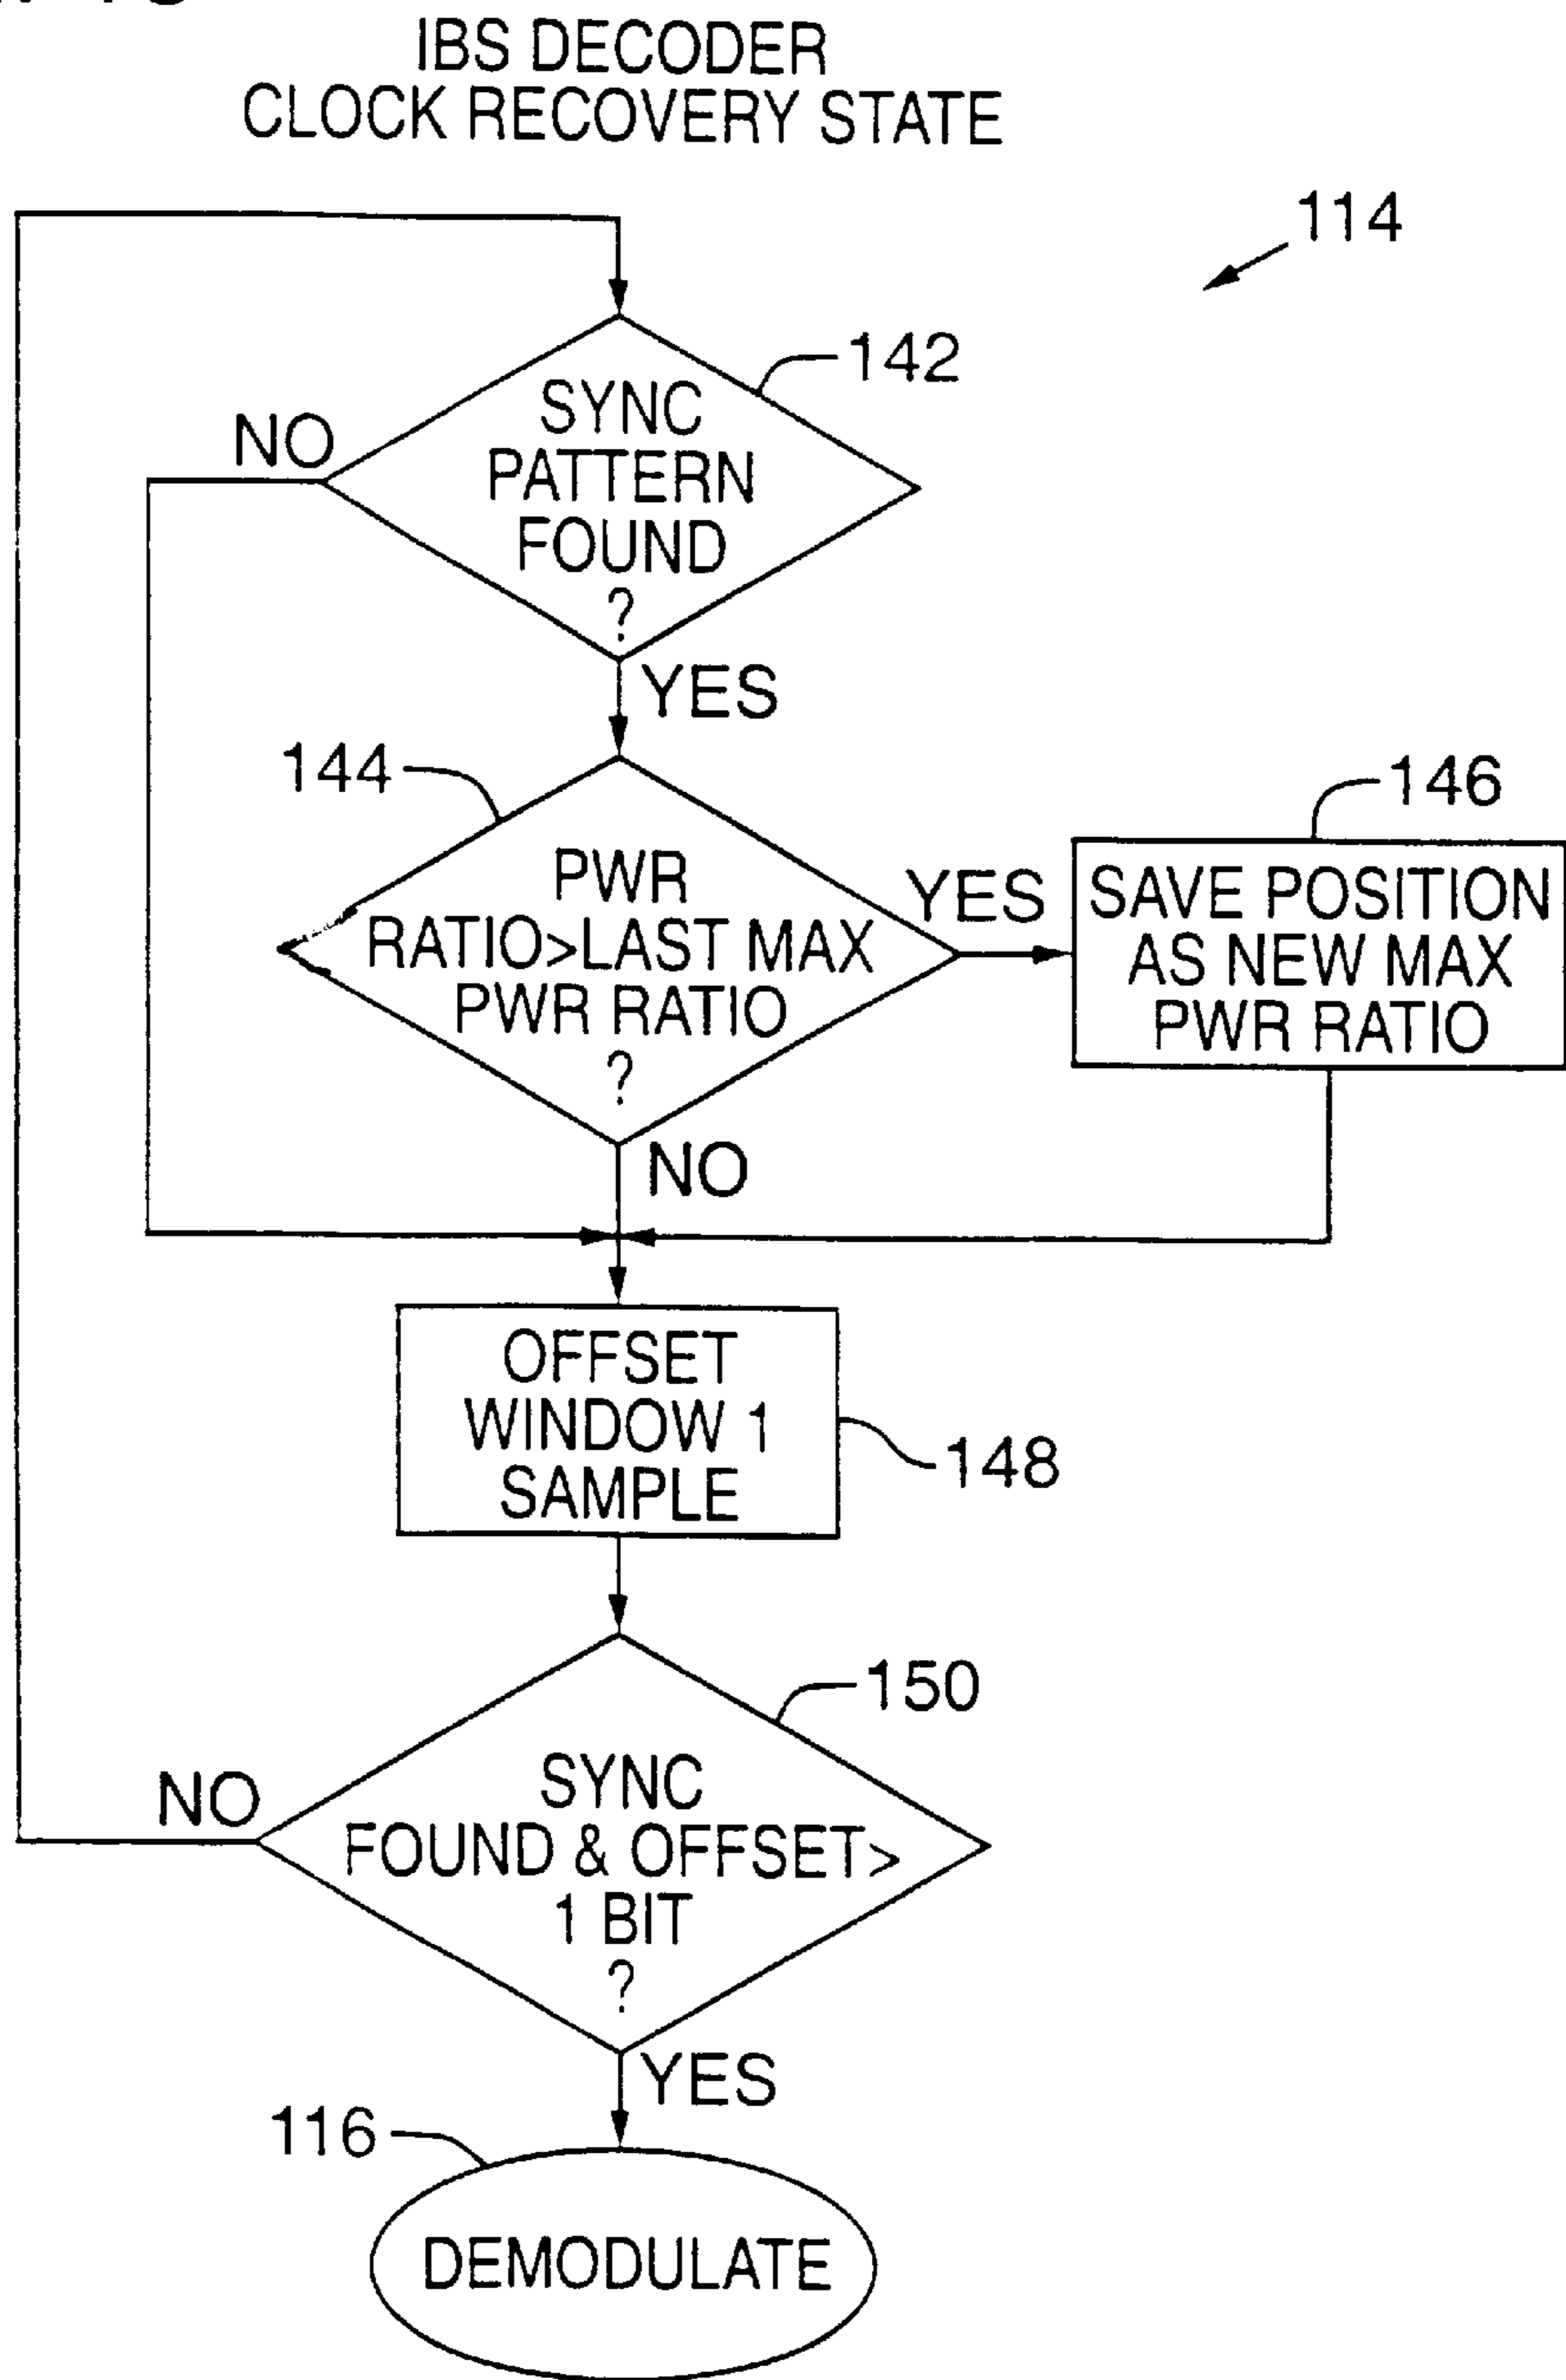 IBS DECODER
CLOCK RECOVERY STATE
114
142
NO
SYNC
PATTERN
FOUND
?
YES
144
146
PWR
RATIO>LAST MAX
PWR RATIO
?
YES
SAVE POSITION
AS NEW MAX
PWR RATIO
NO
OFFSET
WINDOW 1
SAMPLE
148
150
NO
SYNC
FOUND & OFFSET>
1 BIT
?
YES
116
DEMODULATE